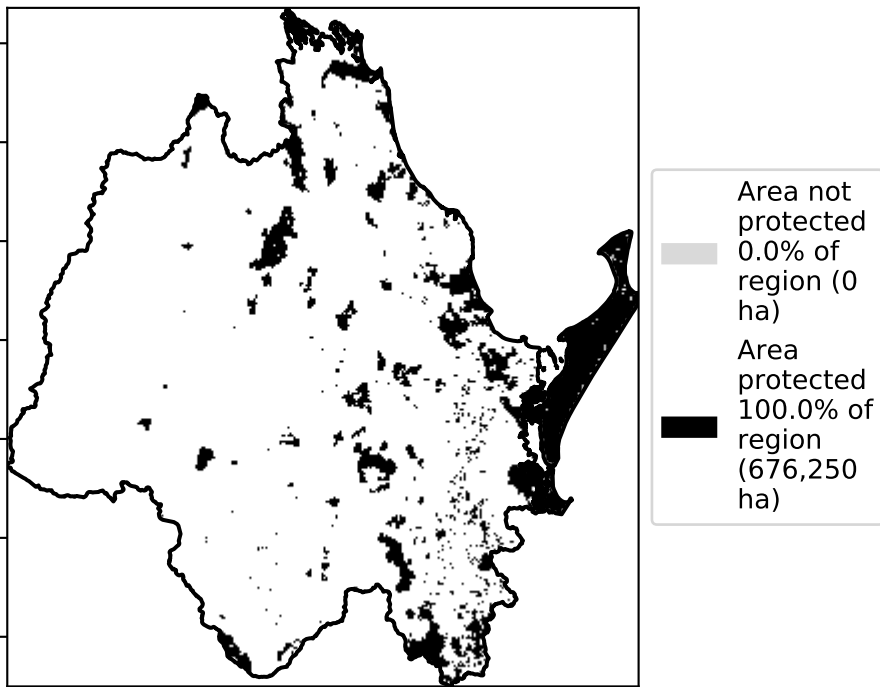 Area not
protected
0.0% of
region (0
ha)
Area
protected
100.0% of
region
(676,250
ha)